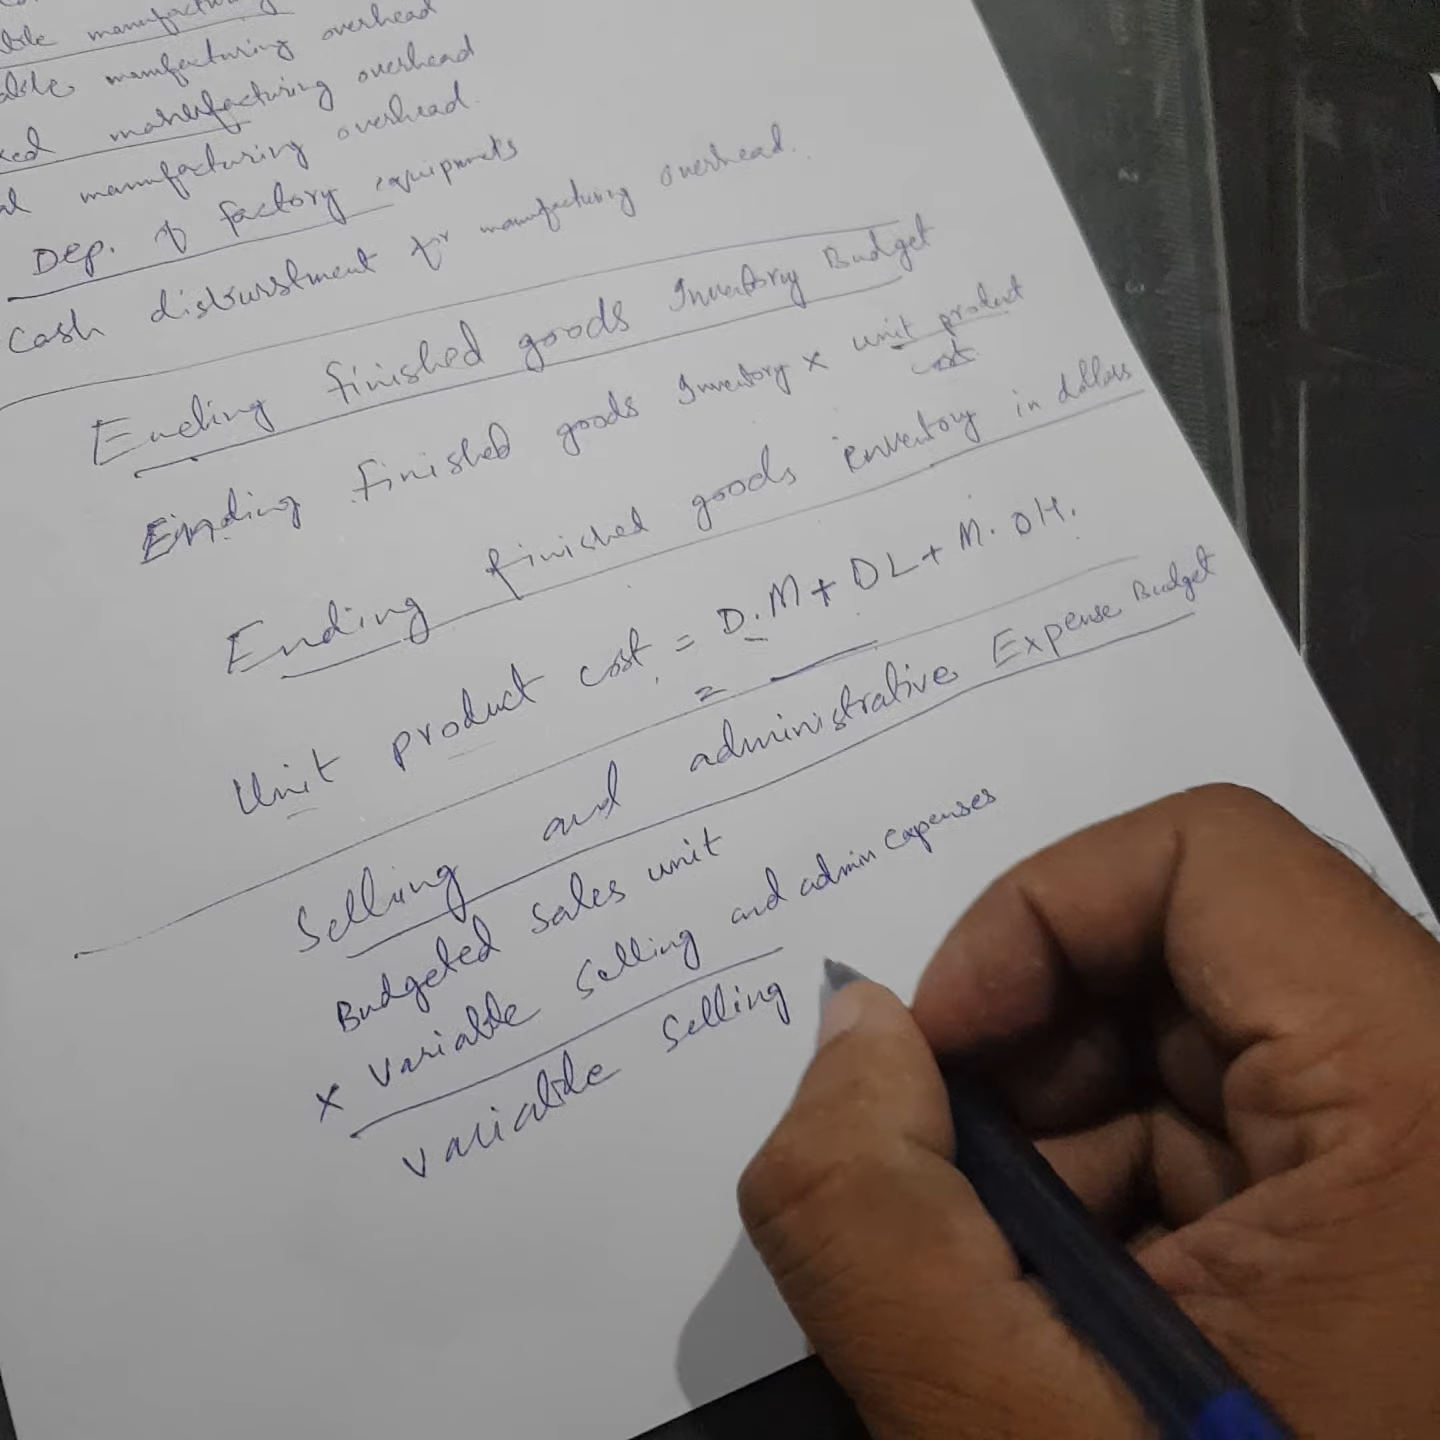 manufacturing
manufacturing overhead
manufacturing overhead
manufacturing overhead.
Dep. of factory equipments
Cash disburstment for manufacturing overhead.
Ending finished goods Inventory Budget
Ending finished goods Inventory x unit product cost
Ending finished goods inventory in dollars
Unit product cost = D.M + DL + M.OH.
=
Selling and administrative Expense Budget
Budgeted sales unit
x variable selling and admin expenses
variable selling